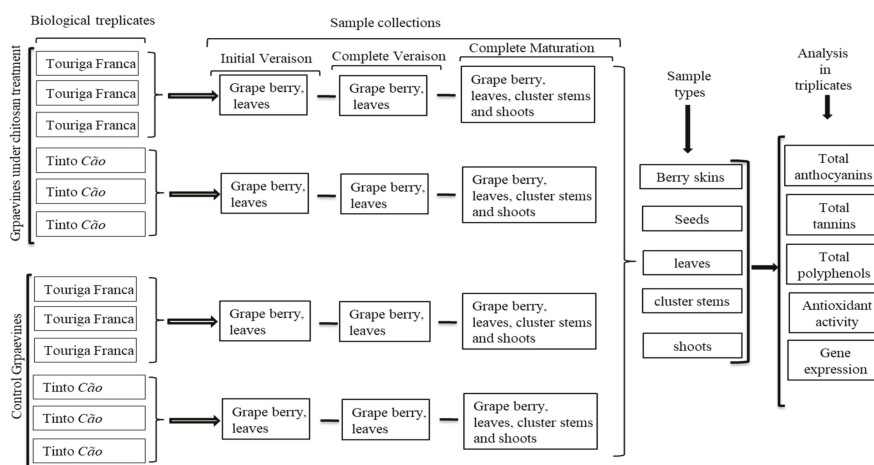 Biological treplicates
Sample collections
Initial Veraison
Complete Veraison
Complete Maturation
Sample
types
Analysis
in
triplicates
Grpaevines under chitosan treatment
Touriga Franca
Touriga Franca
Touriga Franca
Grape berry,
leaves
Grape berry,
leaves
Grape berry,
leaves, cluster stems
and shoots
Tinto Cão
Tinto Cão
Tinto Cão
Grape berry,
leaves
Grape berry,
leaves
Grape berry,
leaves, cluster stems
and shoots
Control Grpaevines
Touriga Franca
Touriga Franca
Touriga Franca
Grape berry,
leaves
Grape berry,
leaves
Grape berry,
leaves, cluster stems
and shoots
Tinto Cão
Tinto Cão
Tinto Cão
Grape berry,
leaves
Grape berry,
leaves
Grape berry,
leaves, cluster stems
and shoots
Berry skins
Seeds
leaves
cluster stems
shoots
Total
anthocyanins
Total
tannins
Total
polyphenols
Antioxidant
activity
Gene
expression